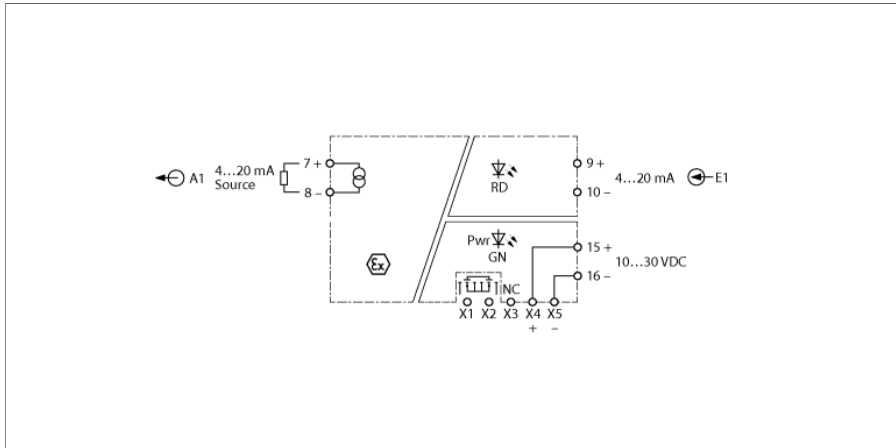 A1
4...20 mA
Source
7 +
8 –
RD
9 +
10 –
4...20 mA
E1
Pwr
GN
15 +
16 –
10...30 VDC
Ex
NC
X1 X2 X3 X4 X5
+ –